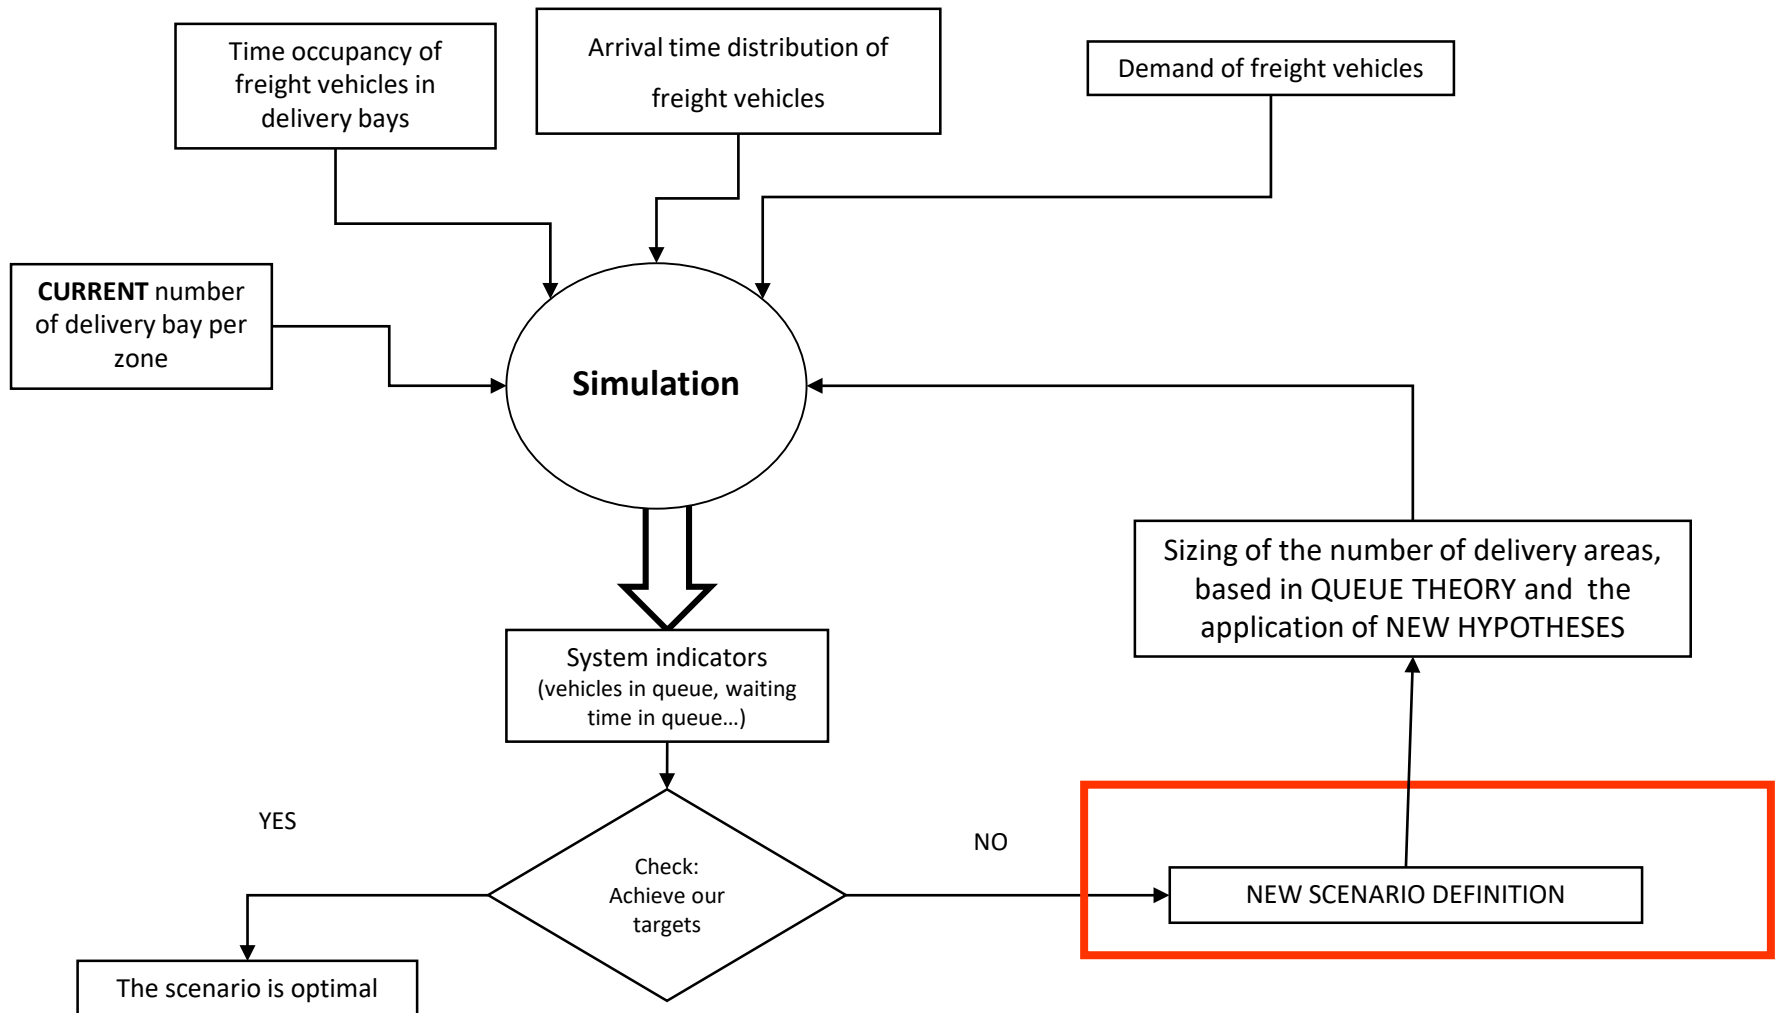 Time occupancy of
freight vehicles in
delivery bays
Arrival time distribution of
freight vehicles
Demand of freight vehicles
CURRENT number
of delivery bay per
zone
Simulation
Sizing of the number of delivery areas,
based in QUEUE THEORY and the
application of NEW HYPOTHESES
System indicators
(vehicles in queue, waiting
time in queue…)
YES
NO
Check:
Achieve our
targets
NEW SCENARIO DEFINITION
The scenario is optimal